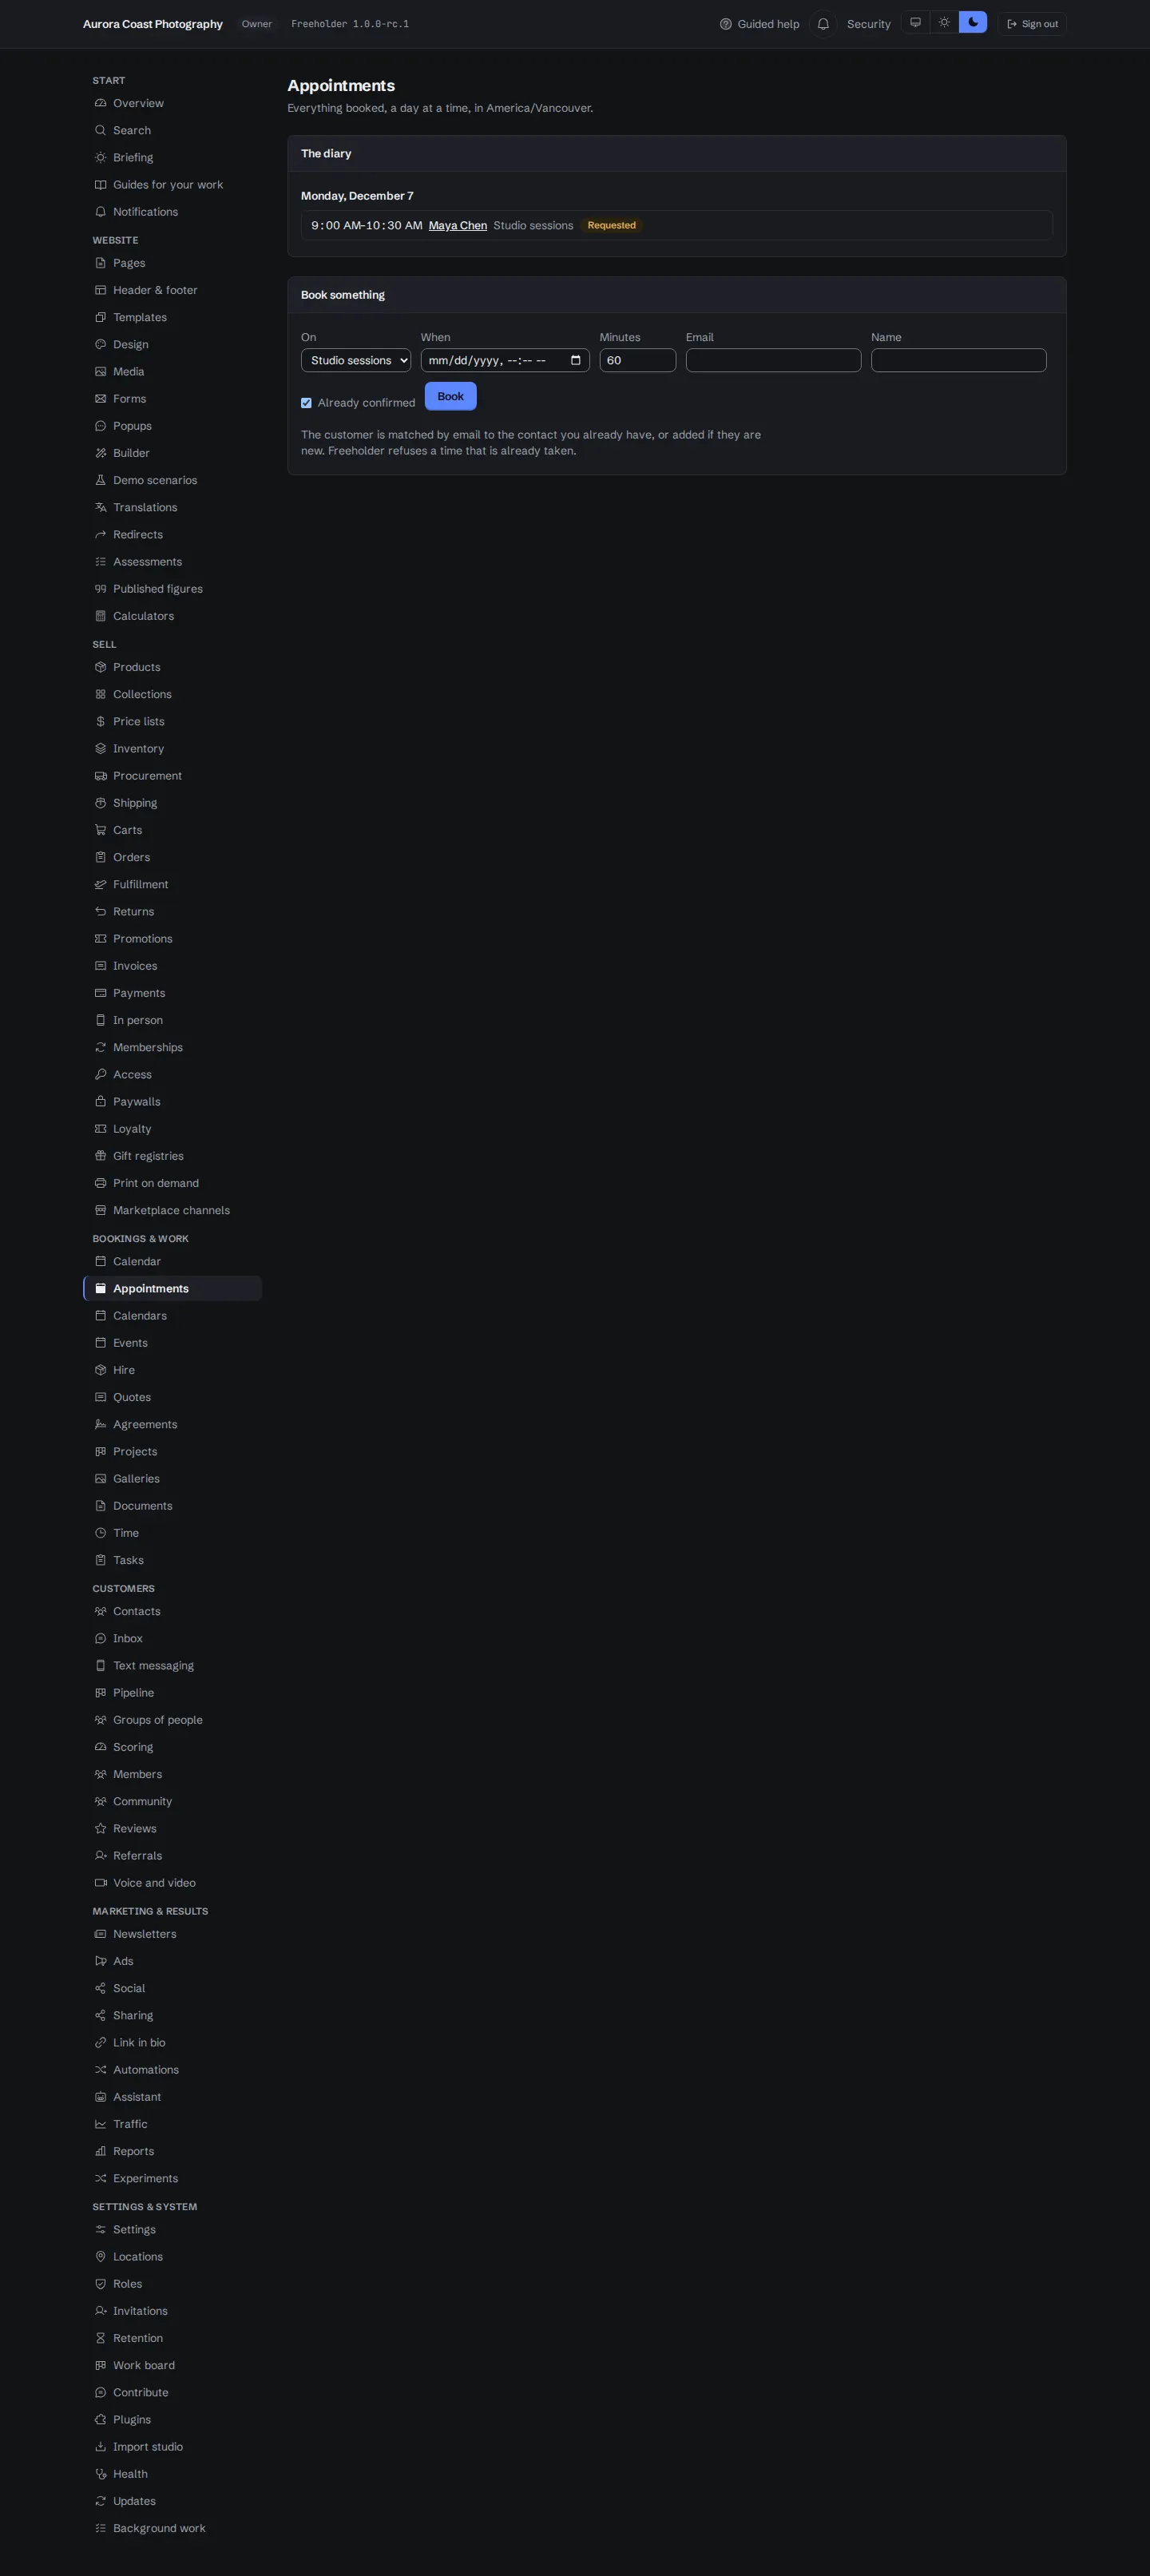 Aurora Coast Photography Owner Freeholder 1.0.0-rc.1 Guided help Security Sign out
START
Overview
Search
Briefing
Guides for your work
Notifications
WEBSITE
Pages
Header & footer
Templates
Design
Media
Forms
Popups
Builder
Demo scenarios
Translations
Redirects
Assessments
Published figures
Calculators
SELL
Products
Collections
Price lists
Inventory
Procurement
Shipping
Carts
Orders
Fulfillment
Returns
Promotions
Invoices
Payments
In person
Memberships
Access
Paywalls
Loyalty
Gift registries
Print on demand
Marketplace channels
BOOKINGS & WORK
Calendar
Appointments
Calendars
Events
Hire
Quotes
Agreements
Projects
Galleries
Documents
Time
Tasks
CUSTOMERS
Contacts
Inbox
Text messaging
Pipeline
Groups of people
Scoring
Members
Community
Reviews
Referrals
Voice and video
MARKETING & RESULTS
Newsletters
Ads
Social
Sharing
Link in bio
Automations
Assistant
Traffic
Reports
Experiments
SETTINGS & SYSTEM
Settings
Locations
Roles
Invitations
Retention
Work board
Contribute
Plugins
Import studio
Health
Updates
Background work
Appointments
Everything booked, a day at a time, in America/Vancouver.
The diary
Monday, December 7
9:00 AM–10:30 AM Maya Chen Studio sessions Requested
Book something
On When Minutes Email Name
Studio sessions mm/dd/yyyy, --:-- -- 60
Already confirmed Book
The customer is matched by email to the contact you already have, or added if they are
new. Freeholder refuses a time that is already taken.